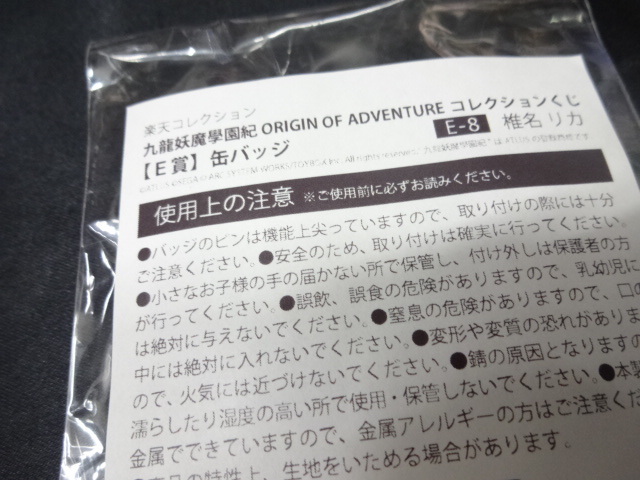 楽天コレクション
九龍妖魔學園紀 ORIGIN OF ADVENTURE コレクションくじ
【E賞】缶バッジ E-8 椎名 リカ
使用上の注意 ※ご使用前に必ずお読みください。
●バッジのピンは機能上尖っていますので、取り付けの際には十分
ご注意ください。●安全のため、取り付けは確実に行ってください。
●小さなお子様の手の届かない所で保管し、付け外しは保護者の方
が行ってください。●誤飲、誤食の危険がありますので、乳幼児に
は絶対に与えないでください。●窒息の危険がありますので、口の
中には絶対に入れないでください。●変形や変質の恐れがありま
ので、火気には近づけないでください。●錆の原因となりますの
濡らしたり湿度の高い所で使用・保管しないでください。●本製
金属でできていますので、金属アレルギーの方はご注意くだ
の特性上、生地をいためる場合があります。